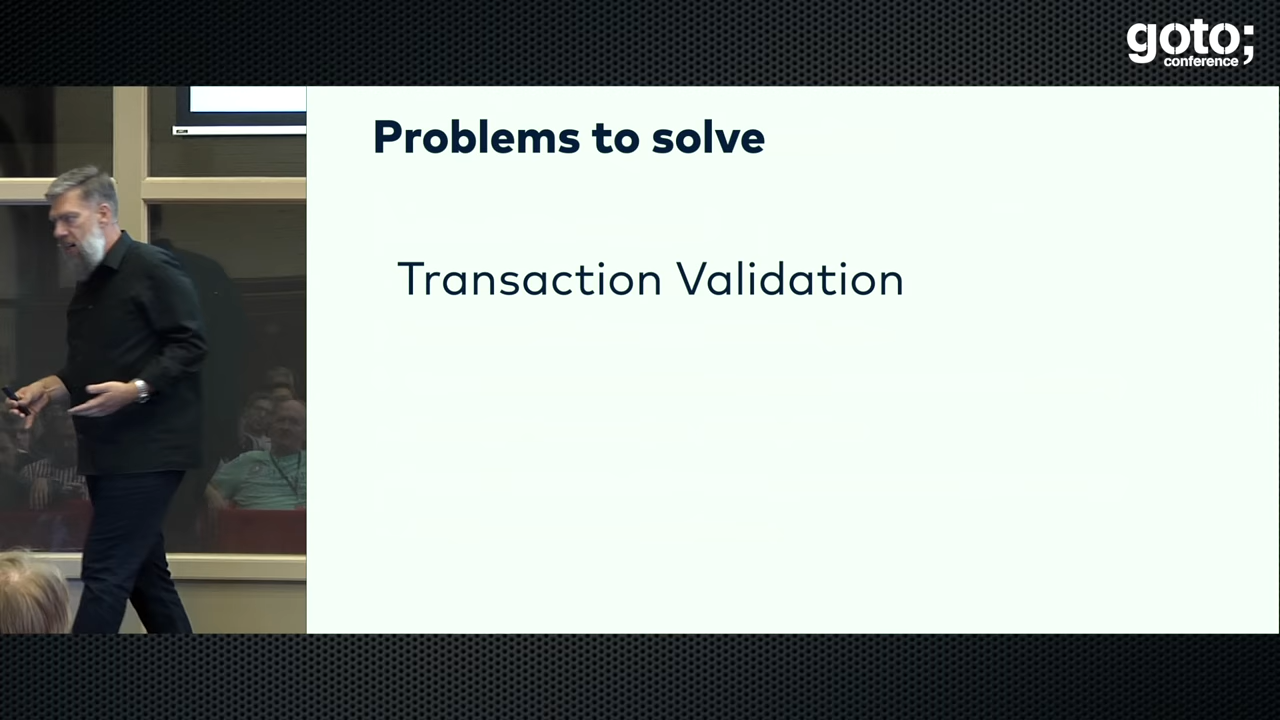 goto;
conference
Problems to solve
Transaction Validation